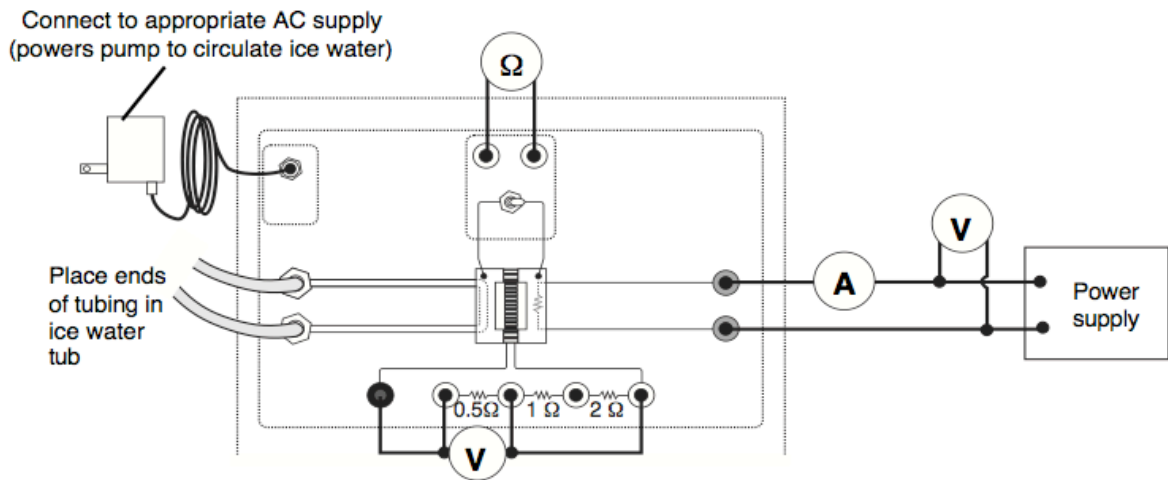 Connect to appropriate AC supply
(powers pump to circulate ice water)
Ω
V
Place ends
of tubing in
ice water
tub
A
Power
supply
0.5Ω 1 Ω 2 Ω
V